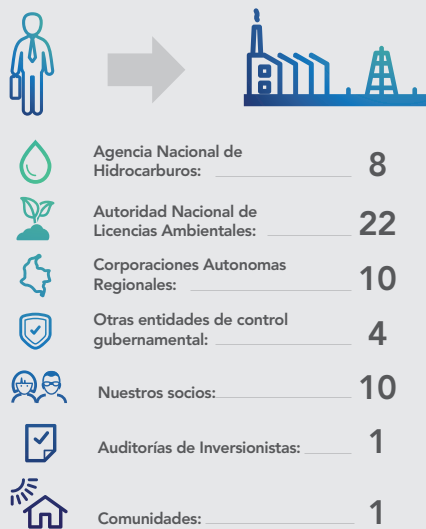 Agencia Nacional de
Hidrocarburos: 8
Autoridad Nacional de
Licencias Ambientales: 22
Corporaciones Autonomas
Regionales: 10
Otras entidades de control
gubernamental: 4
Nuestros socios: 10
Auditorías de Inversionistas: 1
Comunidades: 1